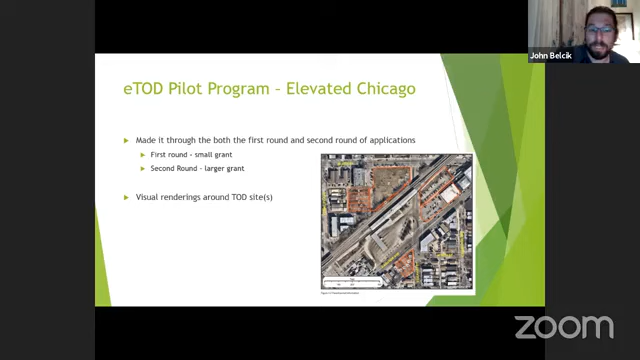 John Belcik
eTOD Pilot Program – Elevated Chicago
Made it through the both the first round and second round of applications
First round – small grant
Second Round – larger grant
Visual renderings around TOD site(s)
zoom